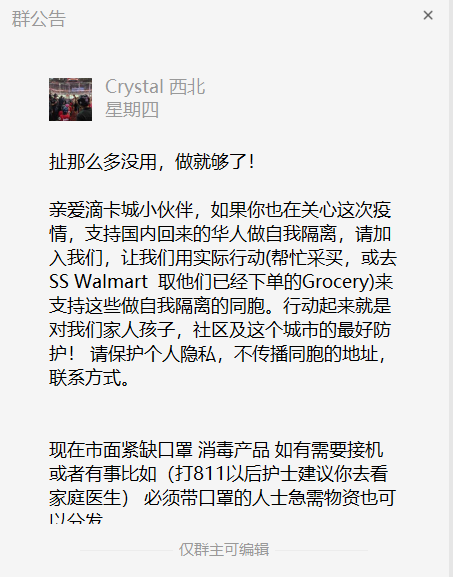 群公告
Crystal 西北
星期四
扯那么多没用，做就够了！
亲爱滴卡城小伙伴，如果你也在关心这次疫
情，支持国内回来的华人做自我隔离，请加
入我们，让我们用实际行动(帮忙采买，或去
SS Walmart 取他们已经下单的Grocery)来
支持这些做自我隔离的同胞。行动起来就是
对我们家人孩子，社区及这个城市的最好防
护！ 请保护个人隐私，不传播同胞的地址，
联系方式。
现在市面紧缺口罩 消毒产品 如有需要接机
或者有事比如（打811以后护士建议你去看
家庭医生） 必须带口罩的人士急需物资也可
以分发
仅群主可编辑